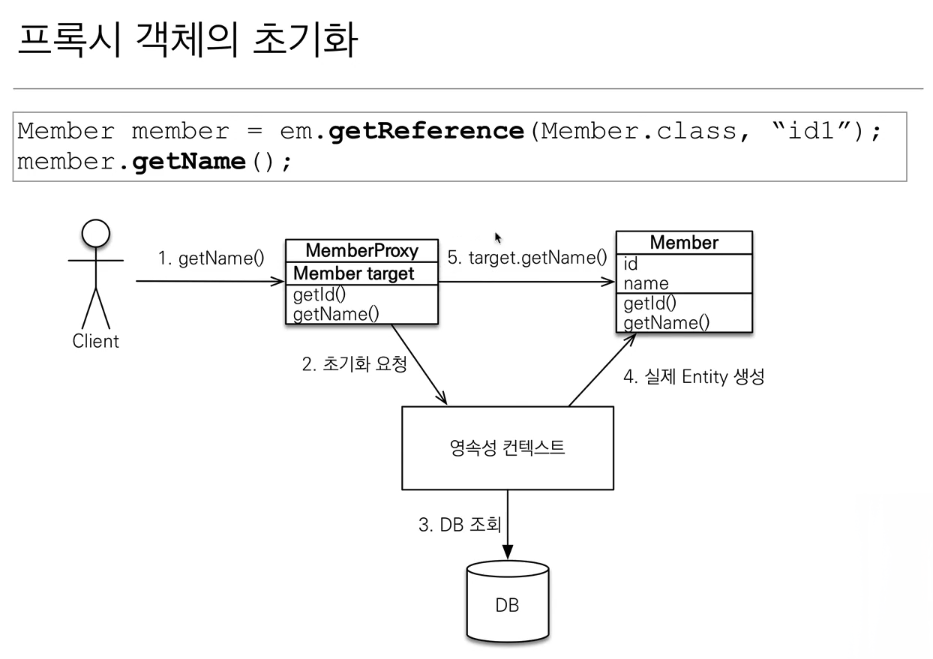 프록시 객체의 초기화
Member member = em.getReference(Member.class, “id1”);
member.getName();
1. getName()
Client
MemberProxy
Member target
getId()
getName()
5. target.getName()
Member
id
name
getId()
getName()
2. 초기화 요청
4. 실제 Entity 생성
영속성 컨텍스트
3. DB 조회
DB